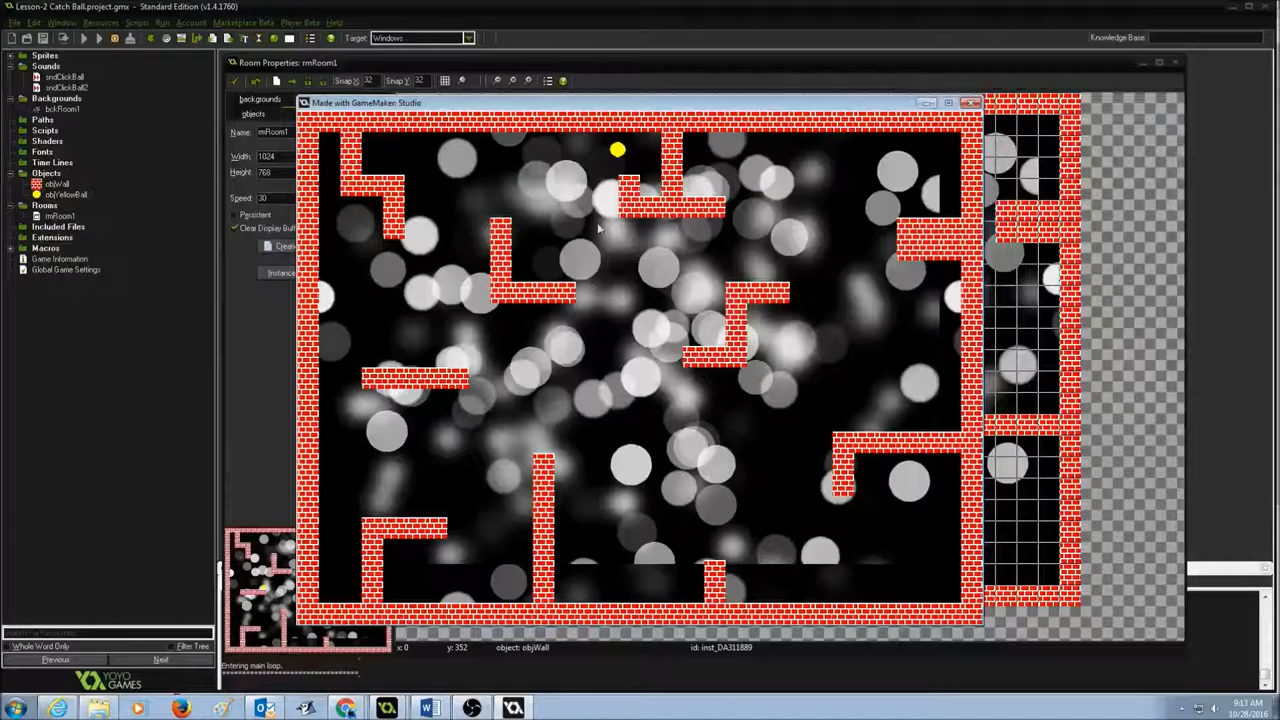 Lesson-2 Catch Ball.project.gmx - Standard Edition (v1.4.1760)
File Edit Window Resources Scripts Run Account Marketplace Beta Player Beta Help
Target: Windows
Knowledge Base:
Sprites
Sounds
sndClickBall
sndClickBall2
Backgrounds
bckRoom1
Paths
Scripts
Shaders
Fonts
Time Lines
Objects
objWall
objYellowBall
Rooms
rmRoom1
Included Files
Extensions
Macros
Game Information
Global Game Settings
Room Properties: rmRoom1
Snap X: 32 Snap Y: 32
backgrounds
objects
Name: rmRoom1
Width: 1024
Height: 768
Speed: 30
Persistent
Clear Display Buf
Create
Instance
Made with GameMaker: Studio
x: 0 y: 352 object: objWall id: inst_DA311889
Whole Word Only Filter Tree
Previous Next
Entering main loop.
YOYO
GAMES
9:13 AM
10/28/2016